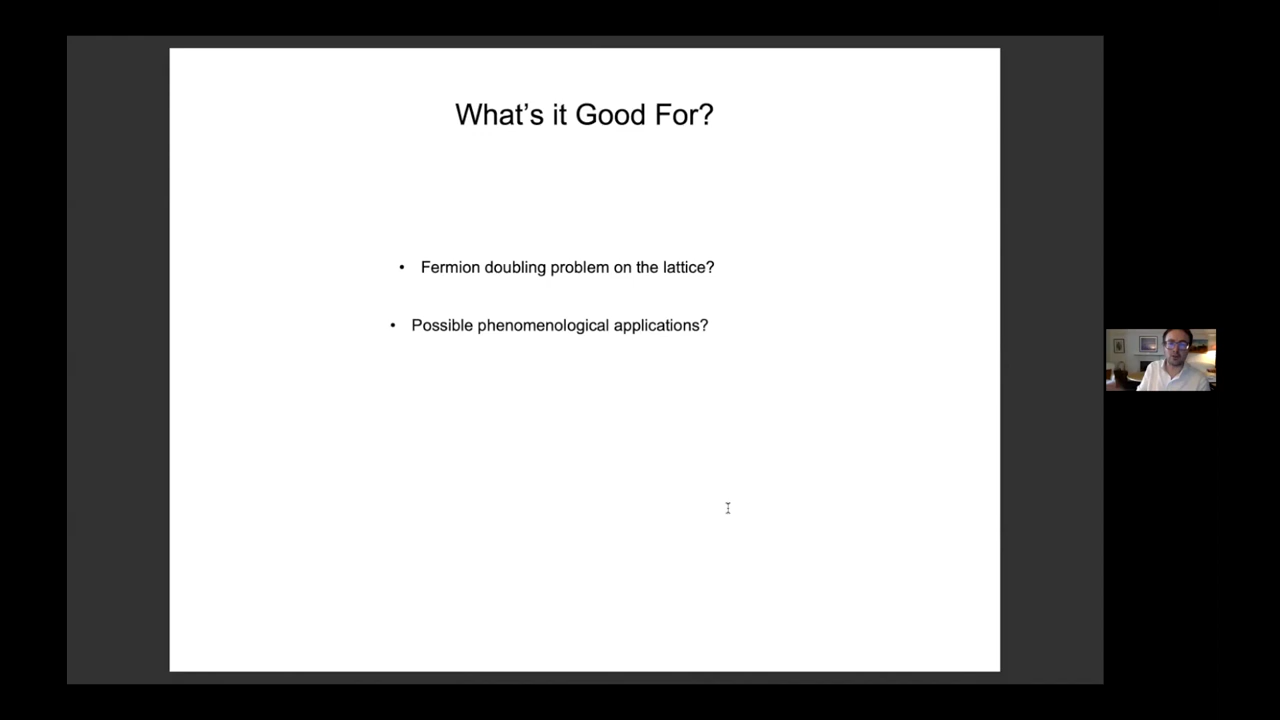 What's it Good For?
• Fermion doubling problem on the lattice?
• Possible phenomenological applications?